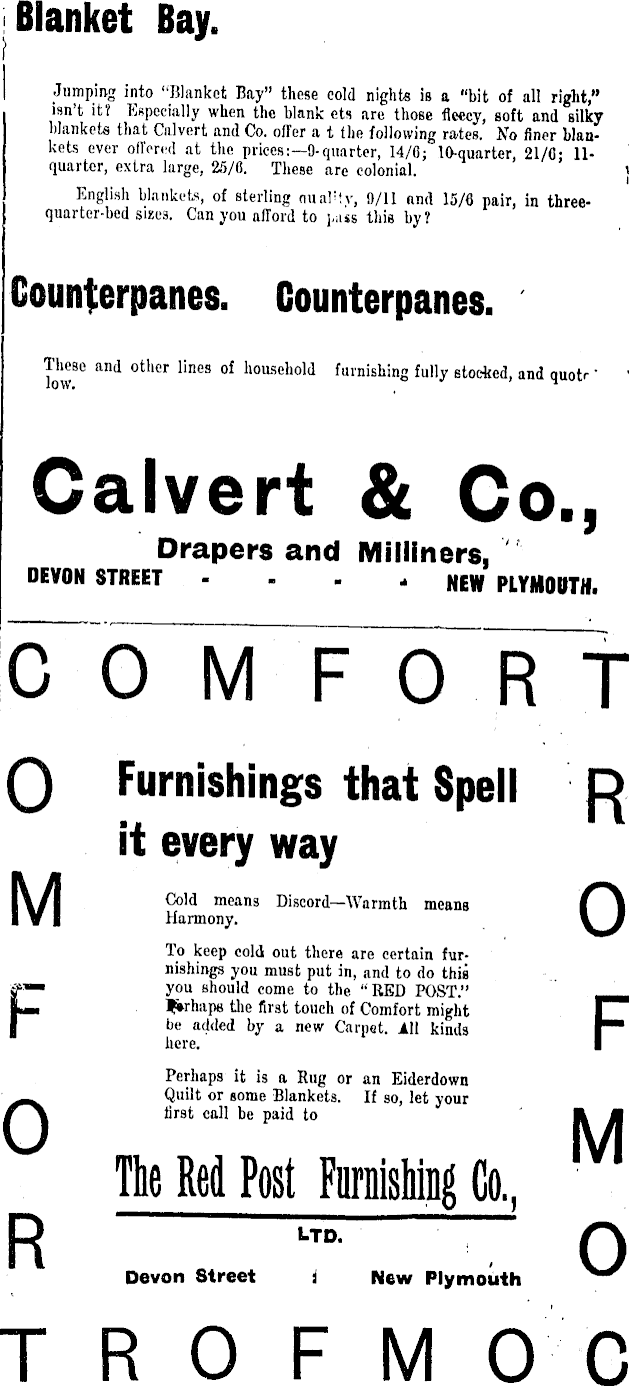 Blanket Bay.
Jumping into "Blanket Bay" these cold nights is a "bit of all right,"
isn't it? Especially when the blank ets are those fleecy, soft and silky
blankets that Calvert and Co. offer a t the following rates. No finer blan-
kets ever offered at the prices:—9-quarter, 14/6; 10-quarter, 21/6; 11-
quarter, extra large, 25/6. These are colonial.
English blankets, of sterling quality, 9/11 and 15/6 pair, in three-
quarter-bed sizes. Can you afford to pass this by?
Counterpanes. Counterpanes.
These and other lines of household furnishing fully stocked, and
low.
Calvert & Co.,
Drapers and Milliners,
DEVON STREET - - - - NEW PLYMOUTH.
C O M F O R T
O
M
F
O
R
T R O F M O C
R
O
F
M
O
Furnishings that Spell
it every way
Cold means Discord—Warmth means
Harmony.
To keep cold out there are certain fur-
nishings you must put in, and to do this
you should come to the "RED POST."
Perhaps the first touch of Comfort might
be added by a new Carpet. All kinds
here.
Perhaps it is a Rug or an Eiderdown
Quilt or some Blankets. If so, let your
first call be paid to
The Red Post Furnishing Co.,
LTD.
Devon Street : New Plymouth